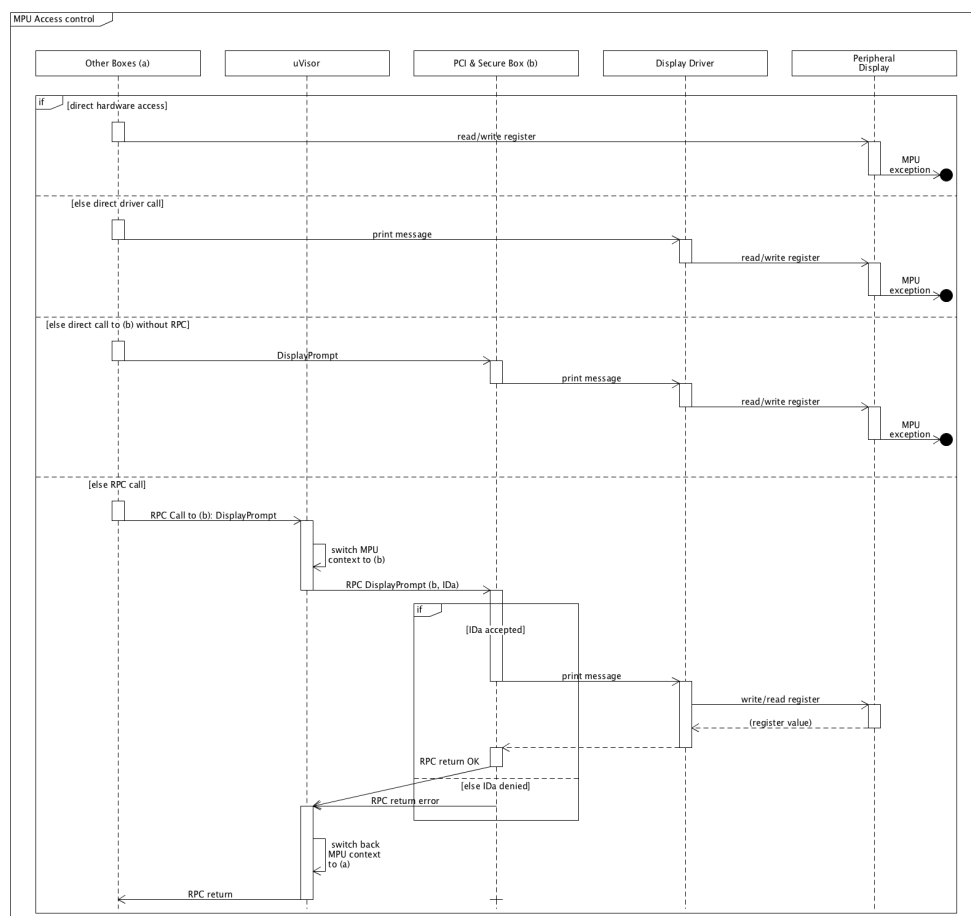 MPU Access control
Other Boxes (a)
uVisor
PCI & Secure Box (b)
Display Driver
Peripheral
Display
if
[direct hardware access]
read/write register
MPU
exception
[else direct driver call]
print message
read/write register
MPU
exception
[else direct call to (b) without RPC]
DisplayPrompt
print message
read/write register
MPU
exception
[else RPC call]
RPC Call to (b): DisplayPrompt
switch MPU
context to (b)
RPC DisplayPrompt (b, IDa)
if
[IDa accepted]
print message
write/read register
(register value)
RPC return OK
[else IDa denied]
RPC return error
switch back
MPU context
to (a)
RPC return